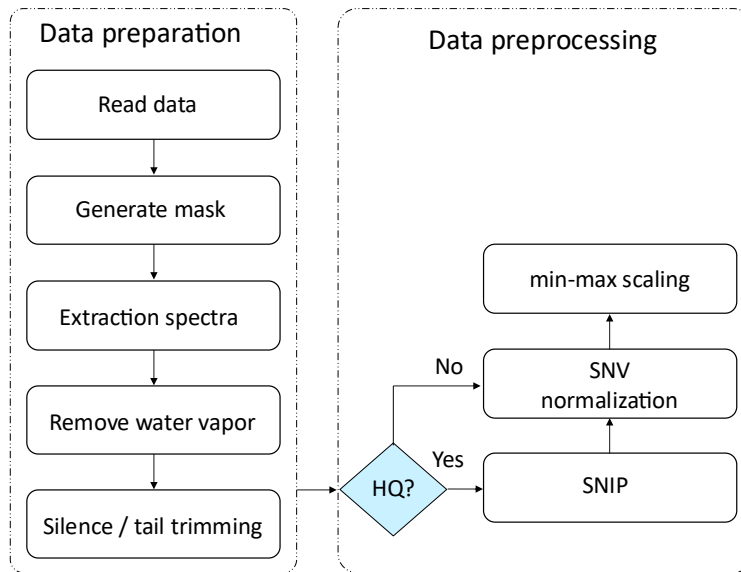 Data preparation
Read data
Generate mask
Extraction spectra
Remove water vapor
Silence / tail trimming
Data preprocessing
min-max scaling
No
SNV
normalization
HQ?
Yes
SNIP